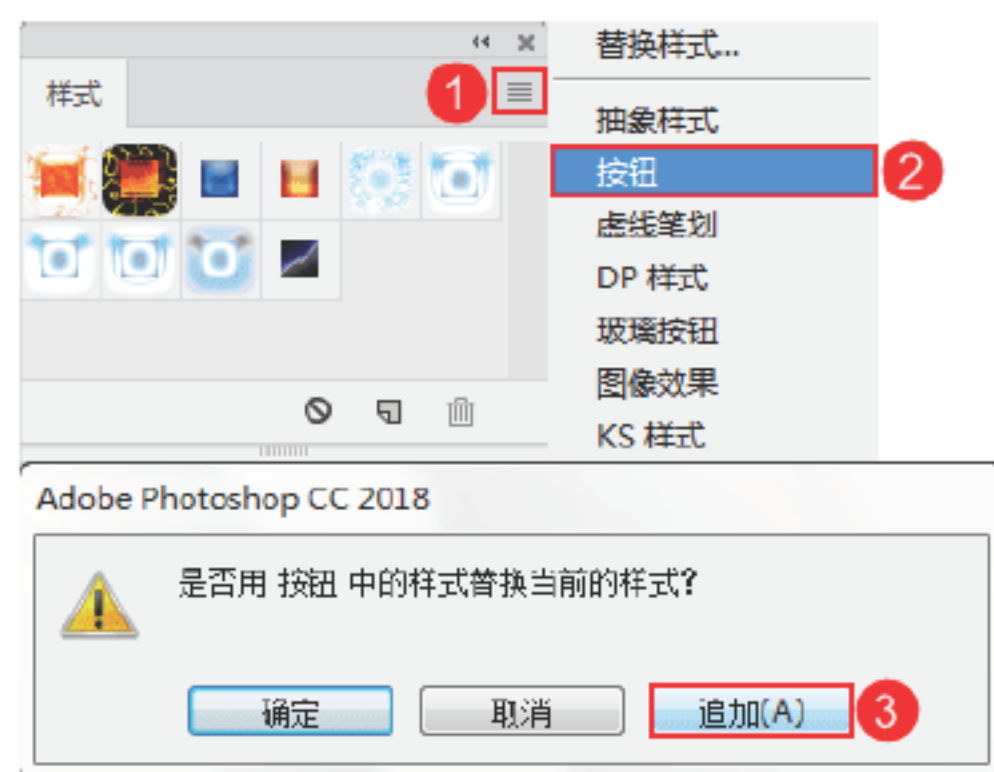 样式
1
替换样式...
抽象样式
按钮
2
虚线笔划
DP 样式
玻璃按钮
图像效果
KS 样式
Adobe Photoshop CC 2018
是否用 按钮 中的样式替换当前的样式?
确定
取消
追加(A)
3